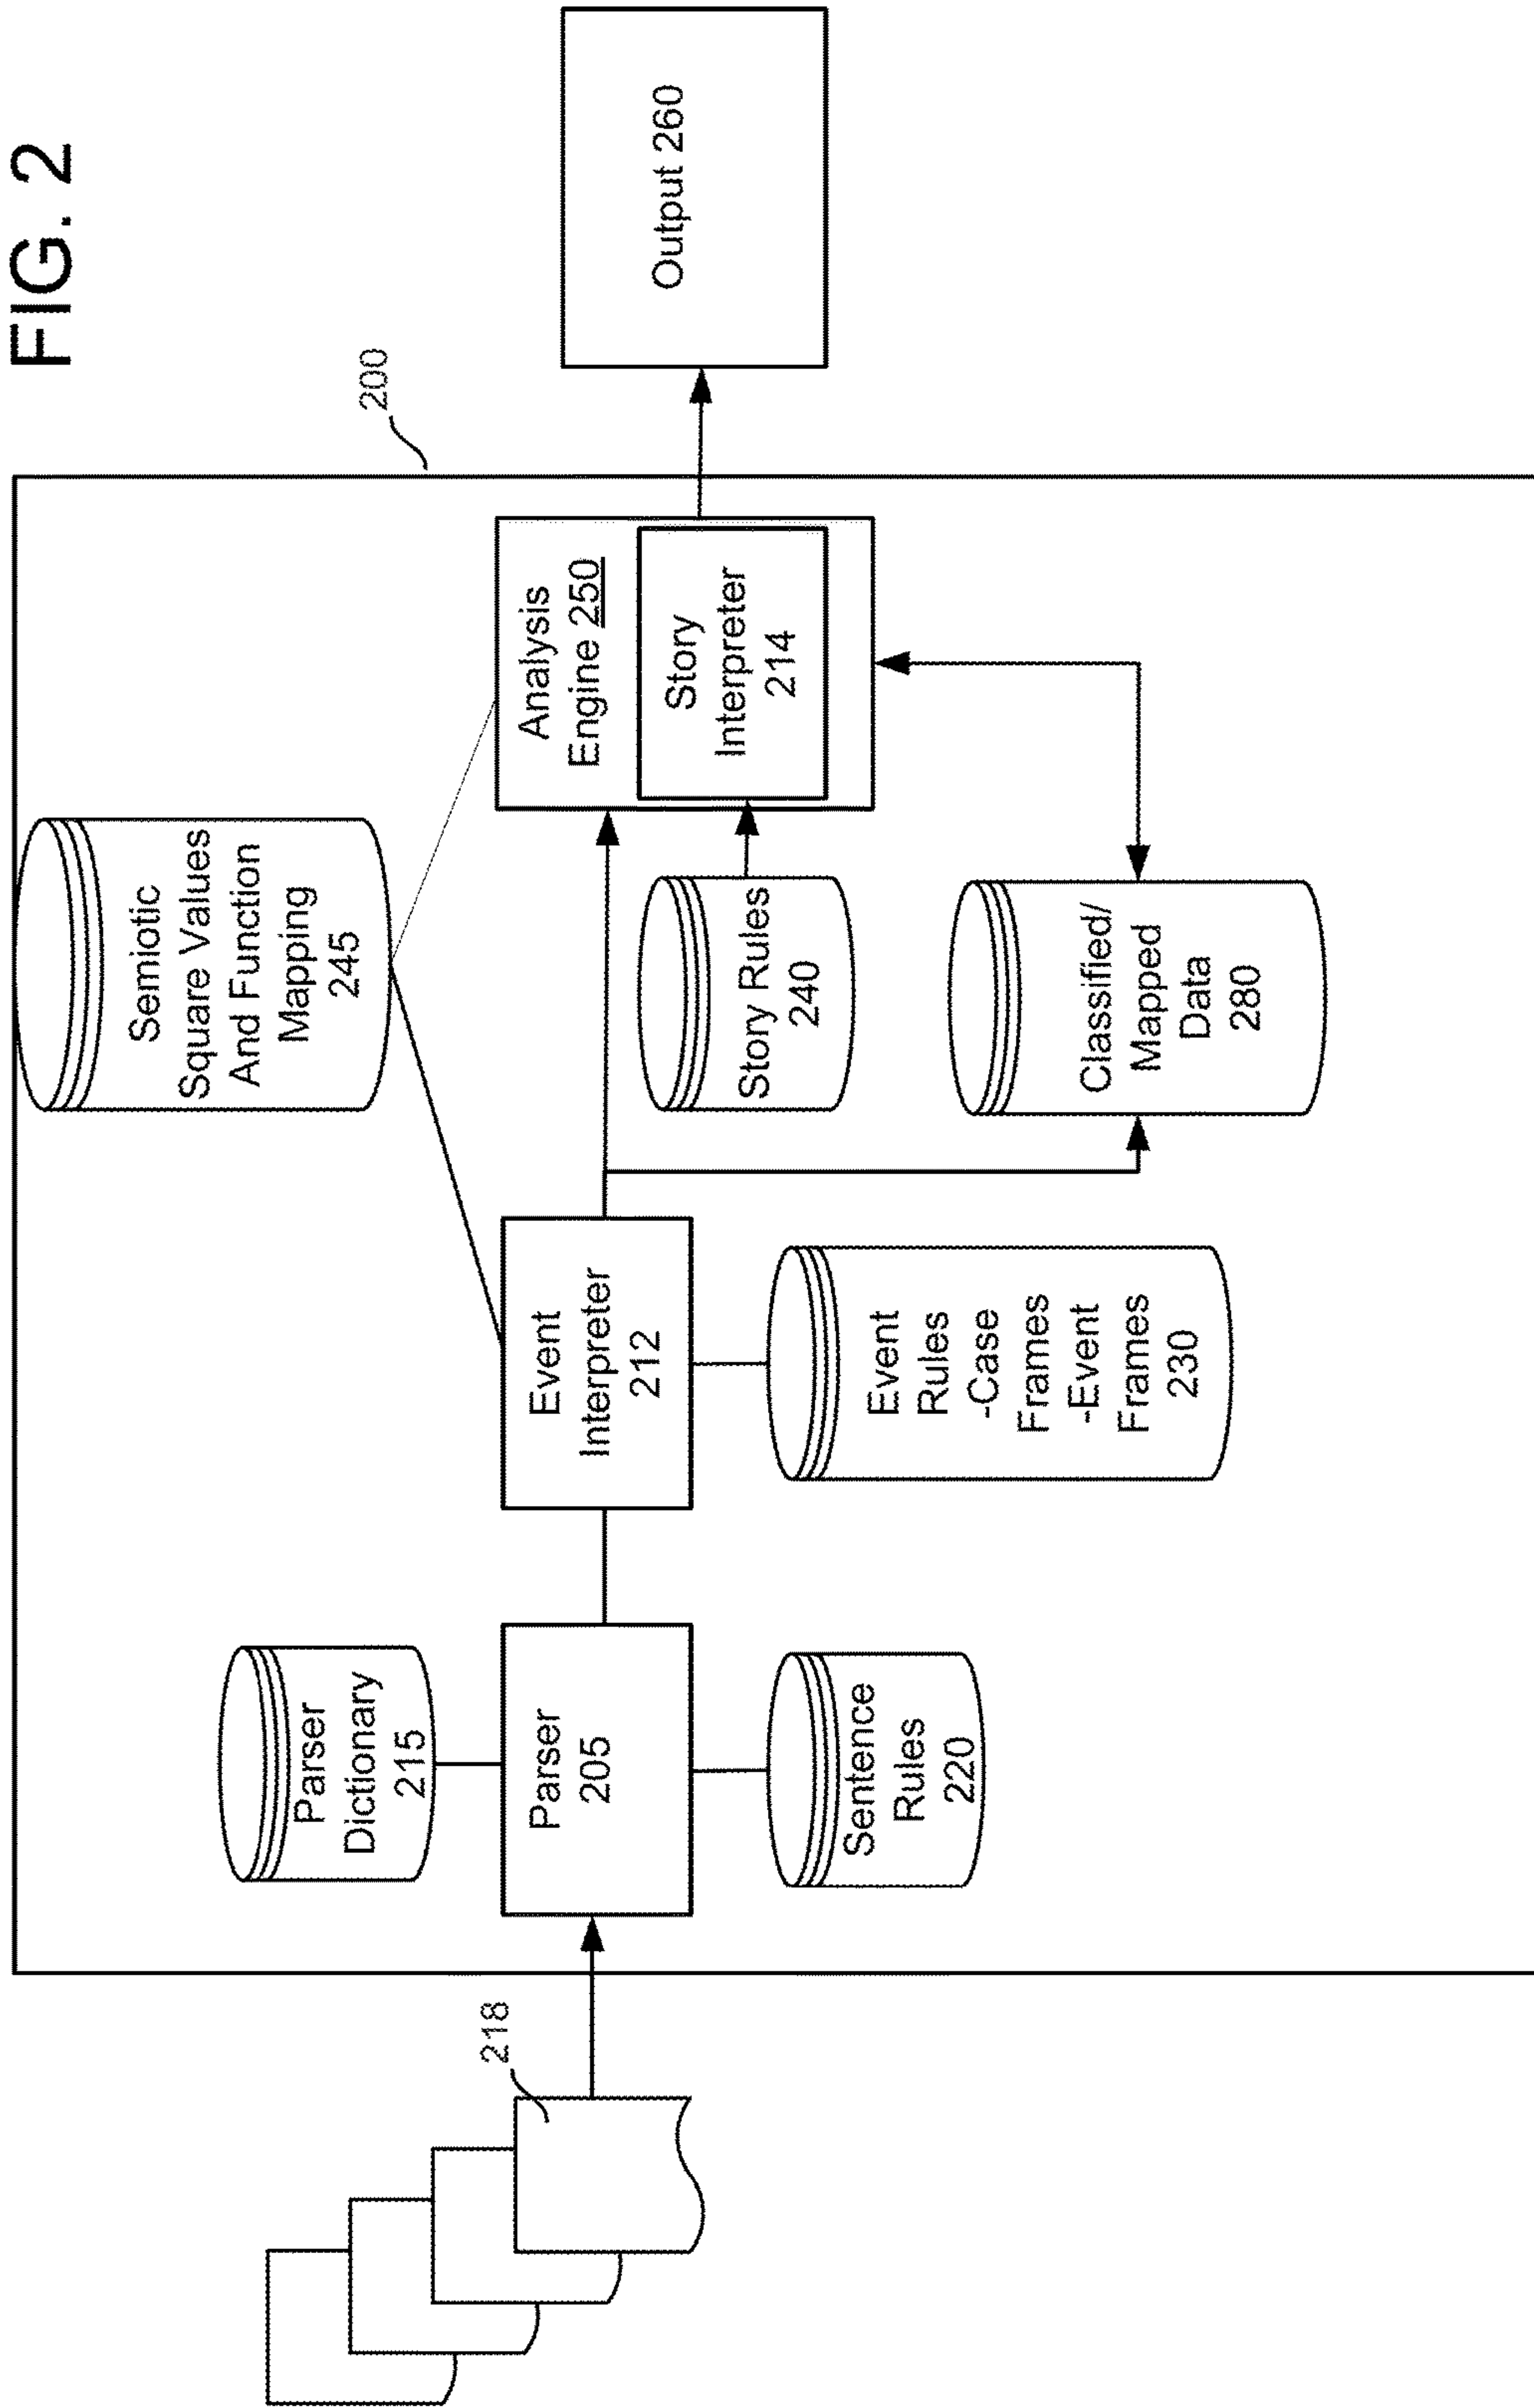 FIG. 2
200
218
Parser
Dictionary
215
Parser
205
Sentence
Rules
220
Event
Interpreter
212
Event
Rules
-Case
Frames
-Event
Frames
230
Semiotic
Square Values
And Function
Mapping
245
Analysis
Engine 250
Story
Interpreter
214
Story Rules
240
Classified/
Mapped
Data
280
Output 260